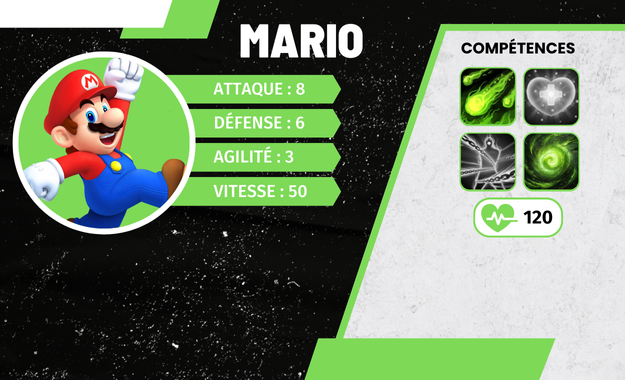 MARIO
ATTAQUE : 8
DÉFENSE : 6
AGILITÉ : 3
VITESSE : 50
COMPÉTENCES
120
M